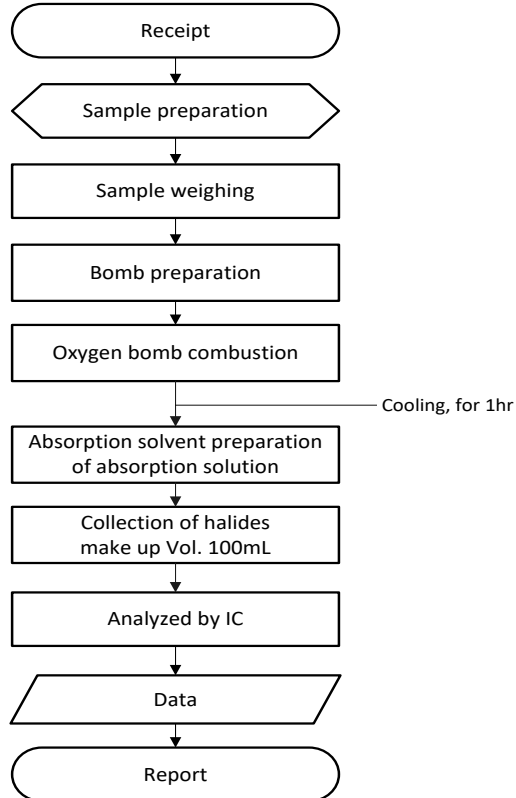 Receipt
Sample preparation
Sample weighing
Bomb preparation
Oxygen bomb combustion
Cooling, for 1hr
Absorption solvent preparation
of absorption solution
Collection of halides
make up Vol. 100mL
Analyzed by IC
Data
Report